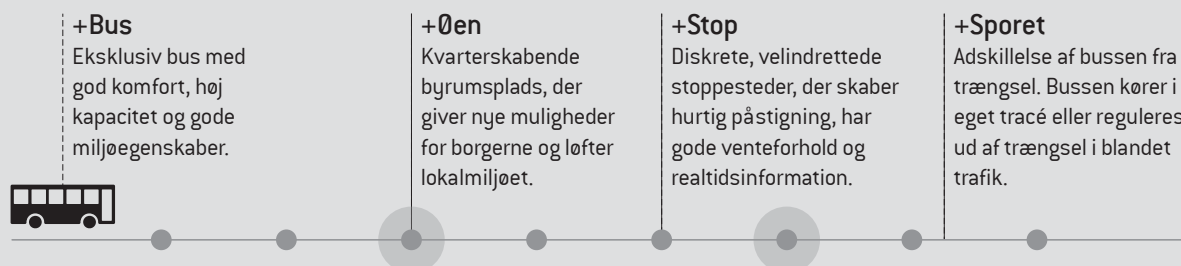 +Bus
Eksklusiv bus med
god komfort, høj
kapacitet og gode
miljøegenskaber.
+Øen
Kvarterskabende
byrumsplads, der
giver nye muligheder
for borgerne og løfter
lokalmiljøet.
+Stop
Diskrete, velindrettede
stoppesteder, der skaber
hurtig påstigning, har
gode venteforhold og
realtidsinformation.
+Sporet
Adskillelse af bussen fra
trængsel. Bussen kører i
eget tracé eller reguleres
ud af trængsel i blandet
trafik.